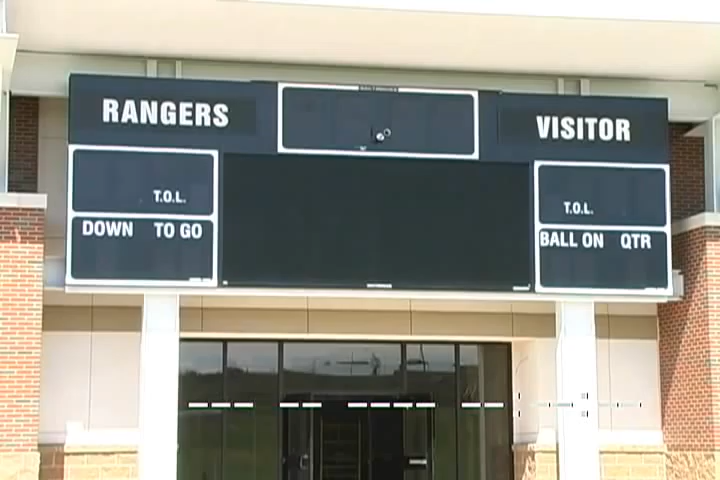 RANGERS
VISITOR
T.O.L.
T.O.L.
DOWN TO GO
BALL ON QTR